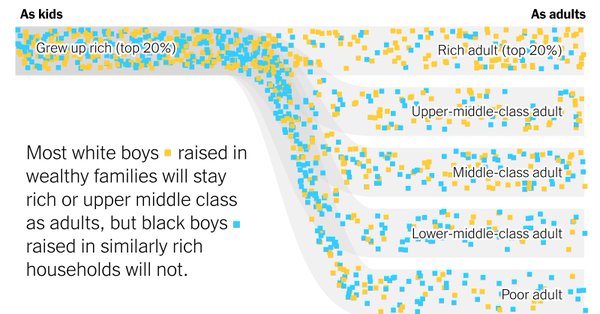 As kids
As adults
Grew up rich (top 20%)
Rich adult (top 20%)
Upper-middle-class adult
Most white boys raised in
wealthy families will stay
rich or upper middle class
as adults, but black boys
raised in similarly rich
households will not.
Middle-class adult
Lower-middle-class adult
Poor adult